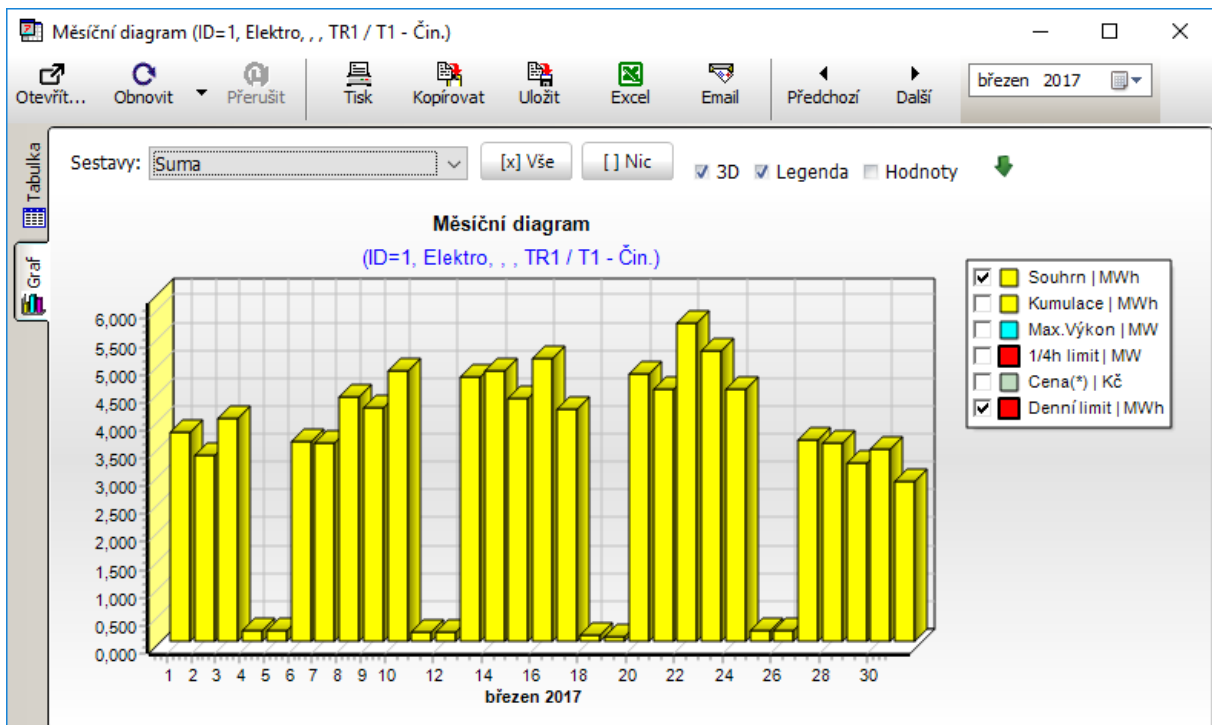 Měsíční diagram (ID=1, Elektro, , , TR1 / T1 - Čin.)
Otevřít... Obnovit Přerušit Tisk Kopírovat Uložit Excel Email Předchozí Další březen 2017
Tabulka
Graf
Sestavy: Suma [x] Vše [ ] Nic 3D Legenda Hodnoty
Měsíční diagram
(ID=1, Elektro, , , TR1 / T1 - Čin.)
Souhrn | MWh
Kumulace | MWh
Max.Výkon | MW
1/4h limit | MW
Cena(*) | Kč
Denní limit | MWh
6,000
5,500
5,000
4,500
4,000
3,500
3,000
2,500
2,000
1,500
1,000
0,500
0,000
1 2 3 4 5 6 7 8 9 10 12 14 16 18 20 22 24 26 28 30
březen 2017